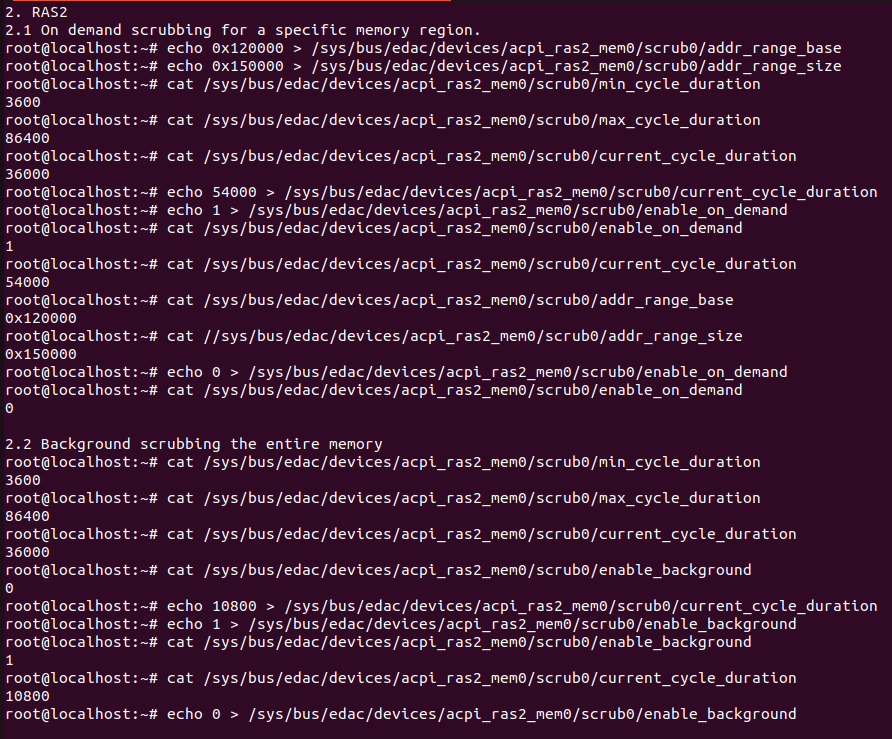 2. RAS2
2.1 On demand scrubbing for a specific memory region.
root@localhost:~# echo 0x120000 > /sys/bus/edac/devices/acpi_ras2_mem0/scrub0/addr_range_base
root@localhost:~# echo 0x150000 > /sys/bus/edac/devices/acpi_ras2_mem0/scrub0/addr_range_size
root@localhost:~# cat /sys/bus/edac/devices/acpi_ras2_mem0/scrub0/min_cycle_duration
3600
root@localhost:~# cat /sys/bus/edac/devices/acpi_ras2_mem0/scrub0/max_cycle_duration
86400
root@localhost:~# cat /sys/bus/edac/devices/acpi_ras2_mem0/scrub0/current_cycle_duration
36000
root@localhost:~# echo 54000 > /sys/bus/edac/devices/acpi_ras2_mem0/scrub0/current_cycle_duration
root@localhost:~# echo 1 > /sys/bus/edac/devices/acpi_ras2_mem0/scrub0/enable_on_demand
root@localhost:~# cat /sys/bus/edac/devices/acpi_ras2_mem0/scrub0/enable_on_demand
1
root@localhost:~# cat /sys/bus/edac/devices/acpi_ras2_mem0/scrub0/current_cycle_duration
54000
root@localhost:~# cat /sys/bus/edac/devices/acpi_ras2_mem0/scrub0/addr_range_base
0x120000
root@localhost:~# cat //sys/bus/edac/devices/acpi_ras2_mem0/scrub0/addr_range_size
0x150000
root@localhost:~# echo 0 > /sys/bus/edac/devices/acpi_ras2_mem0/scrub0/enable_on_demand
root@localhost:~# cat /sys/bus/edac/devices/acpi_ras2_mem0/scrub0/enable_on_demand
0
2.2 Background scrubbing the entire memory
root@localhost:~# cat /sys/bus/edac/devices/acpi_ras2_mem0/scrub0/min_cycle_duration
3600
root@localhost:~# cat /sys/bus/edac/devices/acpi_ras2_mem0/scrub0/max_cycle_duration
86400
root@localhost:~# cat /sys/bus/edac/devices/acpi_ras2_mem0/scrub0/current_cycle_duration
36000
root@localhost:~# cat /sys/bus/edac/devices/acpi_ras2_mem0/scrub0/enable_background
0
root@localhost:~# echo 10800 > /sys/bus/edac/devices/acpi_ras2_mem0/scrub0/current_cycle_duration
root@localhost:~# echo 1 > /sys/bus/edac/devices/acpi_ras2_mem0/scrub0/enable_background
root@localhost:~# cat /sys/bus/edac/devices/acpi_ras2_mem0/scrub0/enable_background
1
root@localhost:~# cat /sys/bus/edac/devices/acpi_ras2_mem0/scrub0/current_cycle_duration
10800
root@localhost:~# echo 0 > /sys/bus/edac/devices/acpi_ras2_mem0/scrub0/enable_background